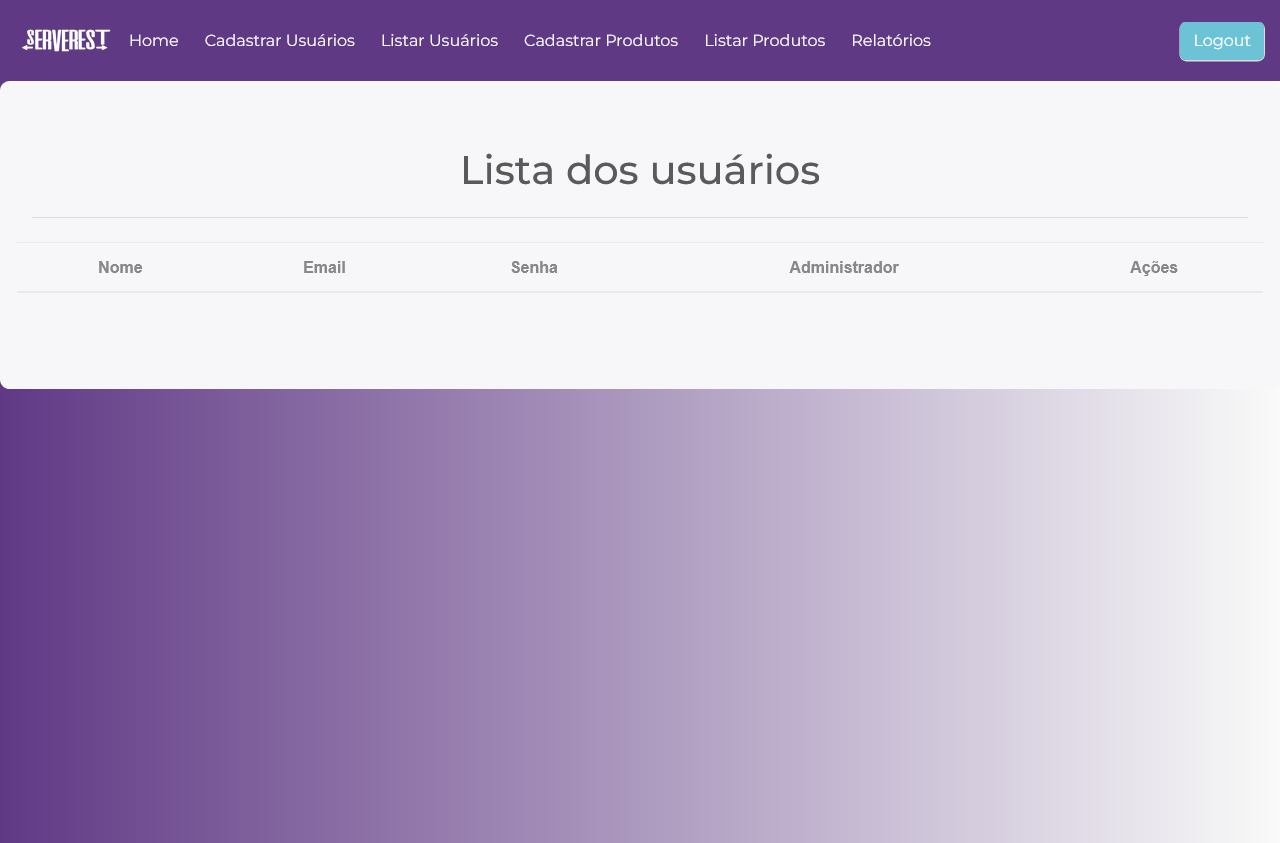 SERVEREST Home Cadastrar Usuários Listar Usuários Cadastrar Produtos Listar Produtos Relatórios Logout
Lista dos usuários
Nome Email Senha Administrador Ações